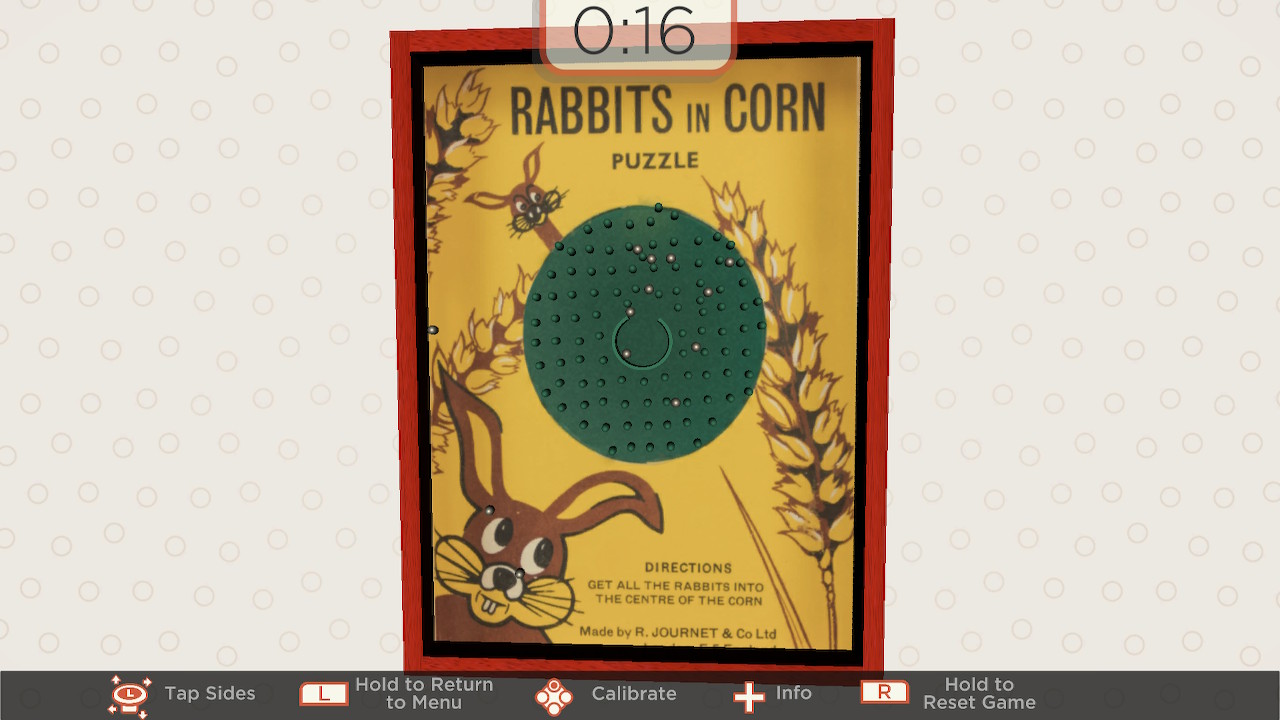 0:16
RABBITS IN CORN
PUZZLE
DIRECTIONS
GET ALL THE RABBITS INTO
THE CENTRE OF THE CORN
Made by R. JOURNET & Co Ltd
L Tap Sides
L Hold to Return
to Menu
Calibrate
Info
R Hold to
Reset Game